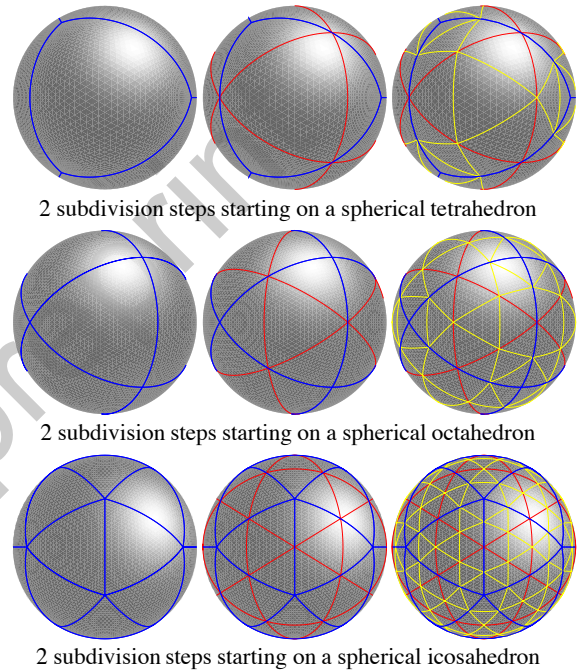 2 subdivision steps starting on a spherical tetrahedron
2 subdivision steps starting on a spherical octahedron
2 subdivision steps starting on a spherical icosahedron